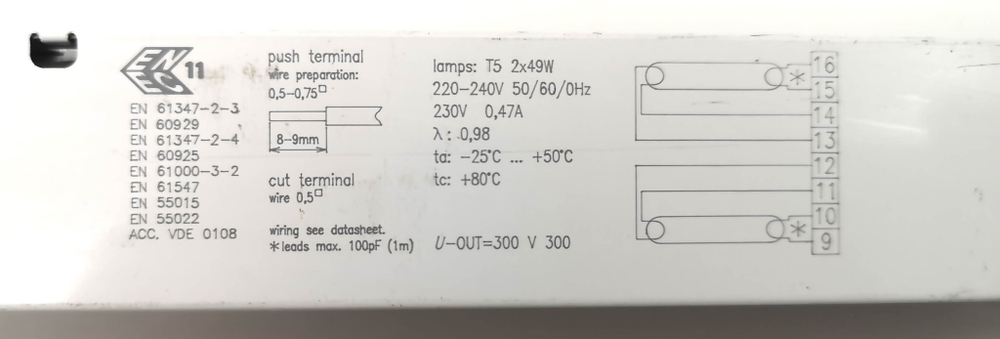 ENEC 11
EN 61347-2-3
EN 60929
EN 61347-2-4
EN 60925
EN 61000-3-2
EN 61547
EN 55015
EN 55022
ACC. VDE 0108
push terminal
wire preparation:
0,5-0,75□
8-9mm
cut terminal
wire 0,5□
wiring see datasheet.
*leads max. 100pF (1m)
lamps: T5 2x49W
220-240V 50/60/0Hz
230V 0,47A
λ: 0,98
ta: -25°C ... +50°C
tc: +80°C
U-OUT=300 V 300
* 16
15
14
13
12
11
10
* 9